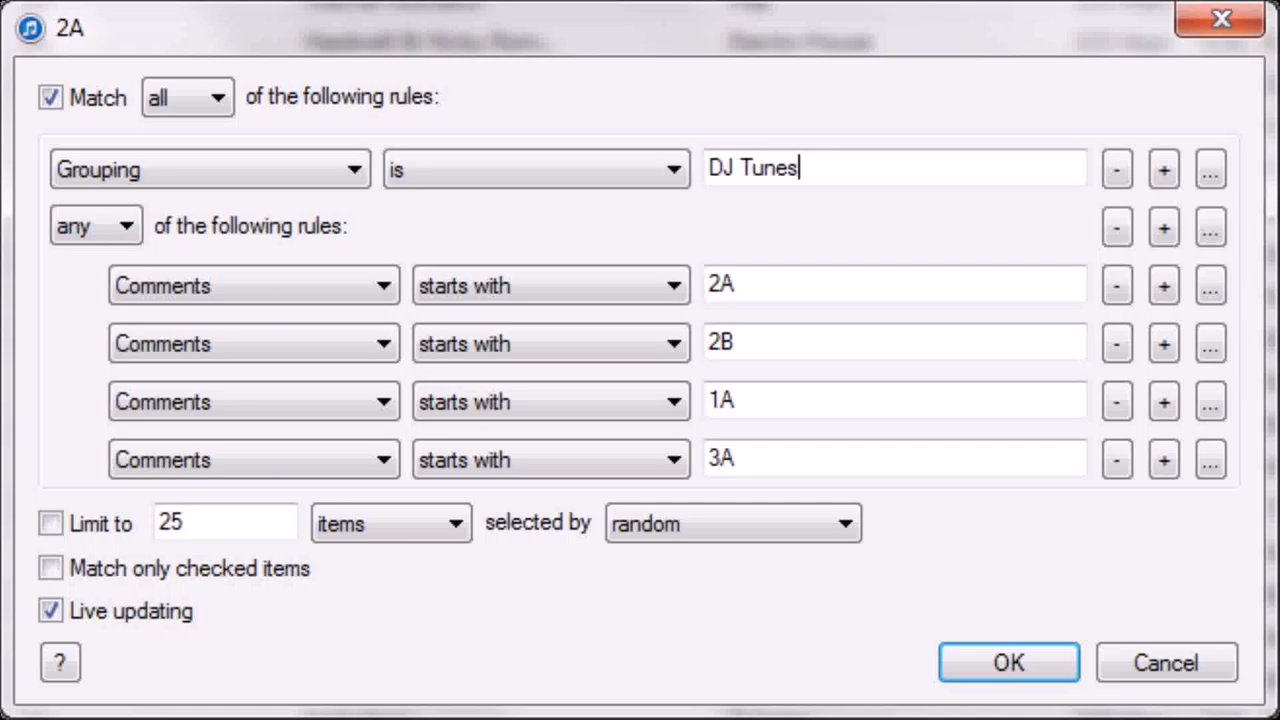 2A
Match all of the following rules:
Grouping is DJ Tunes - + ...
any of the following rules: - + ...
Comments starts with 2A - + ...
Comments starts with 2B - + ...
Comments starts with 1A - + ...
Comments starts with 3A - + ...
Limit to 25 items selected by random
Match only checked items
Live updating
? OK Cancel